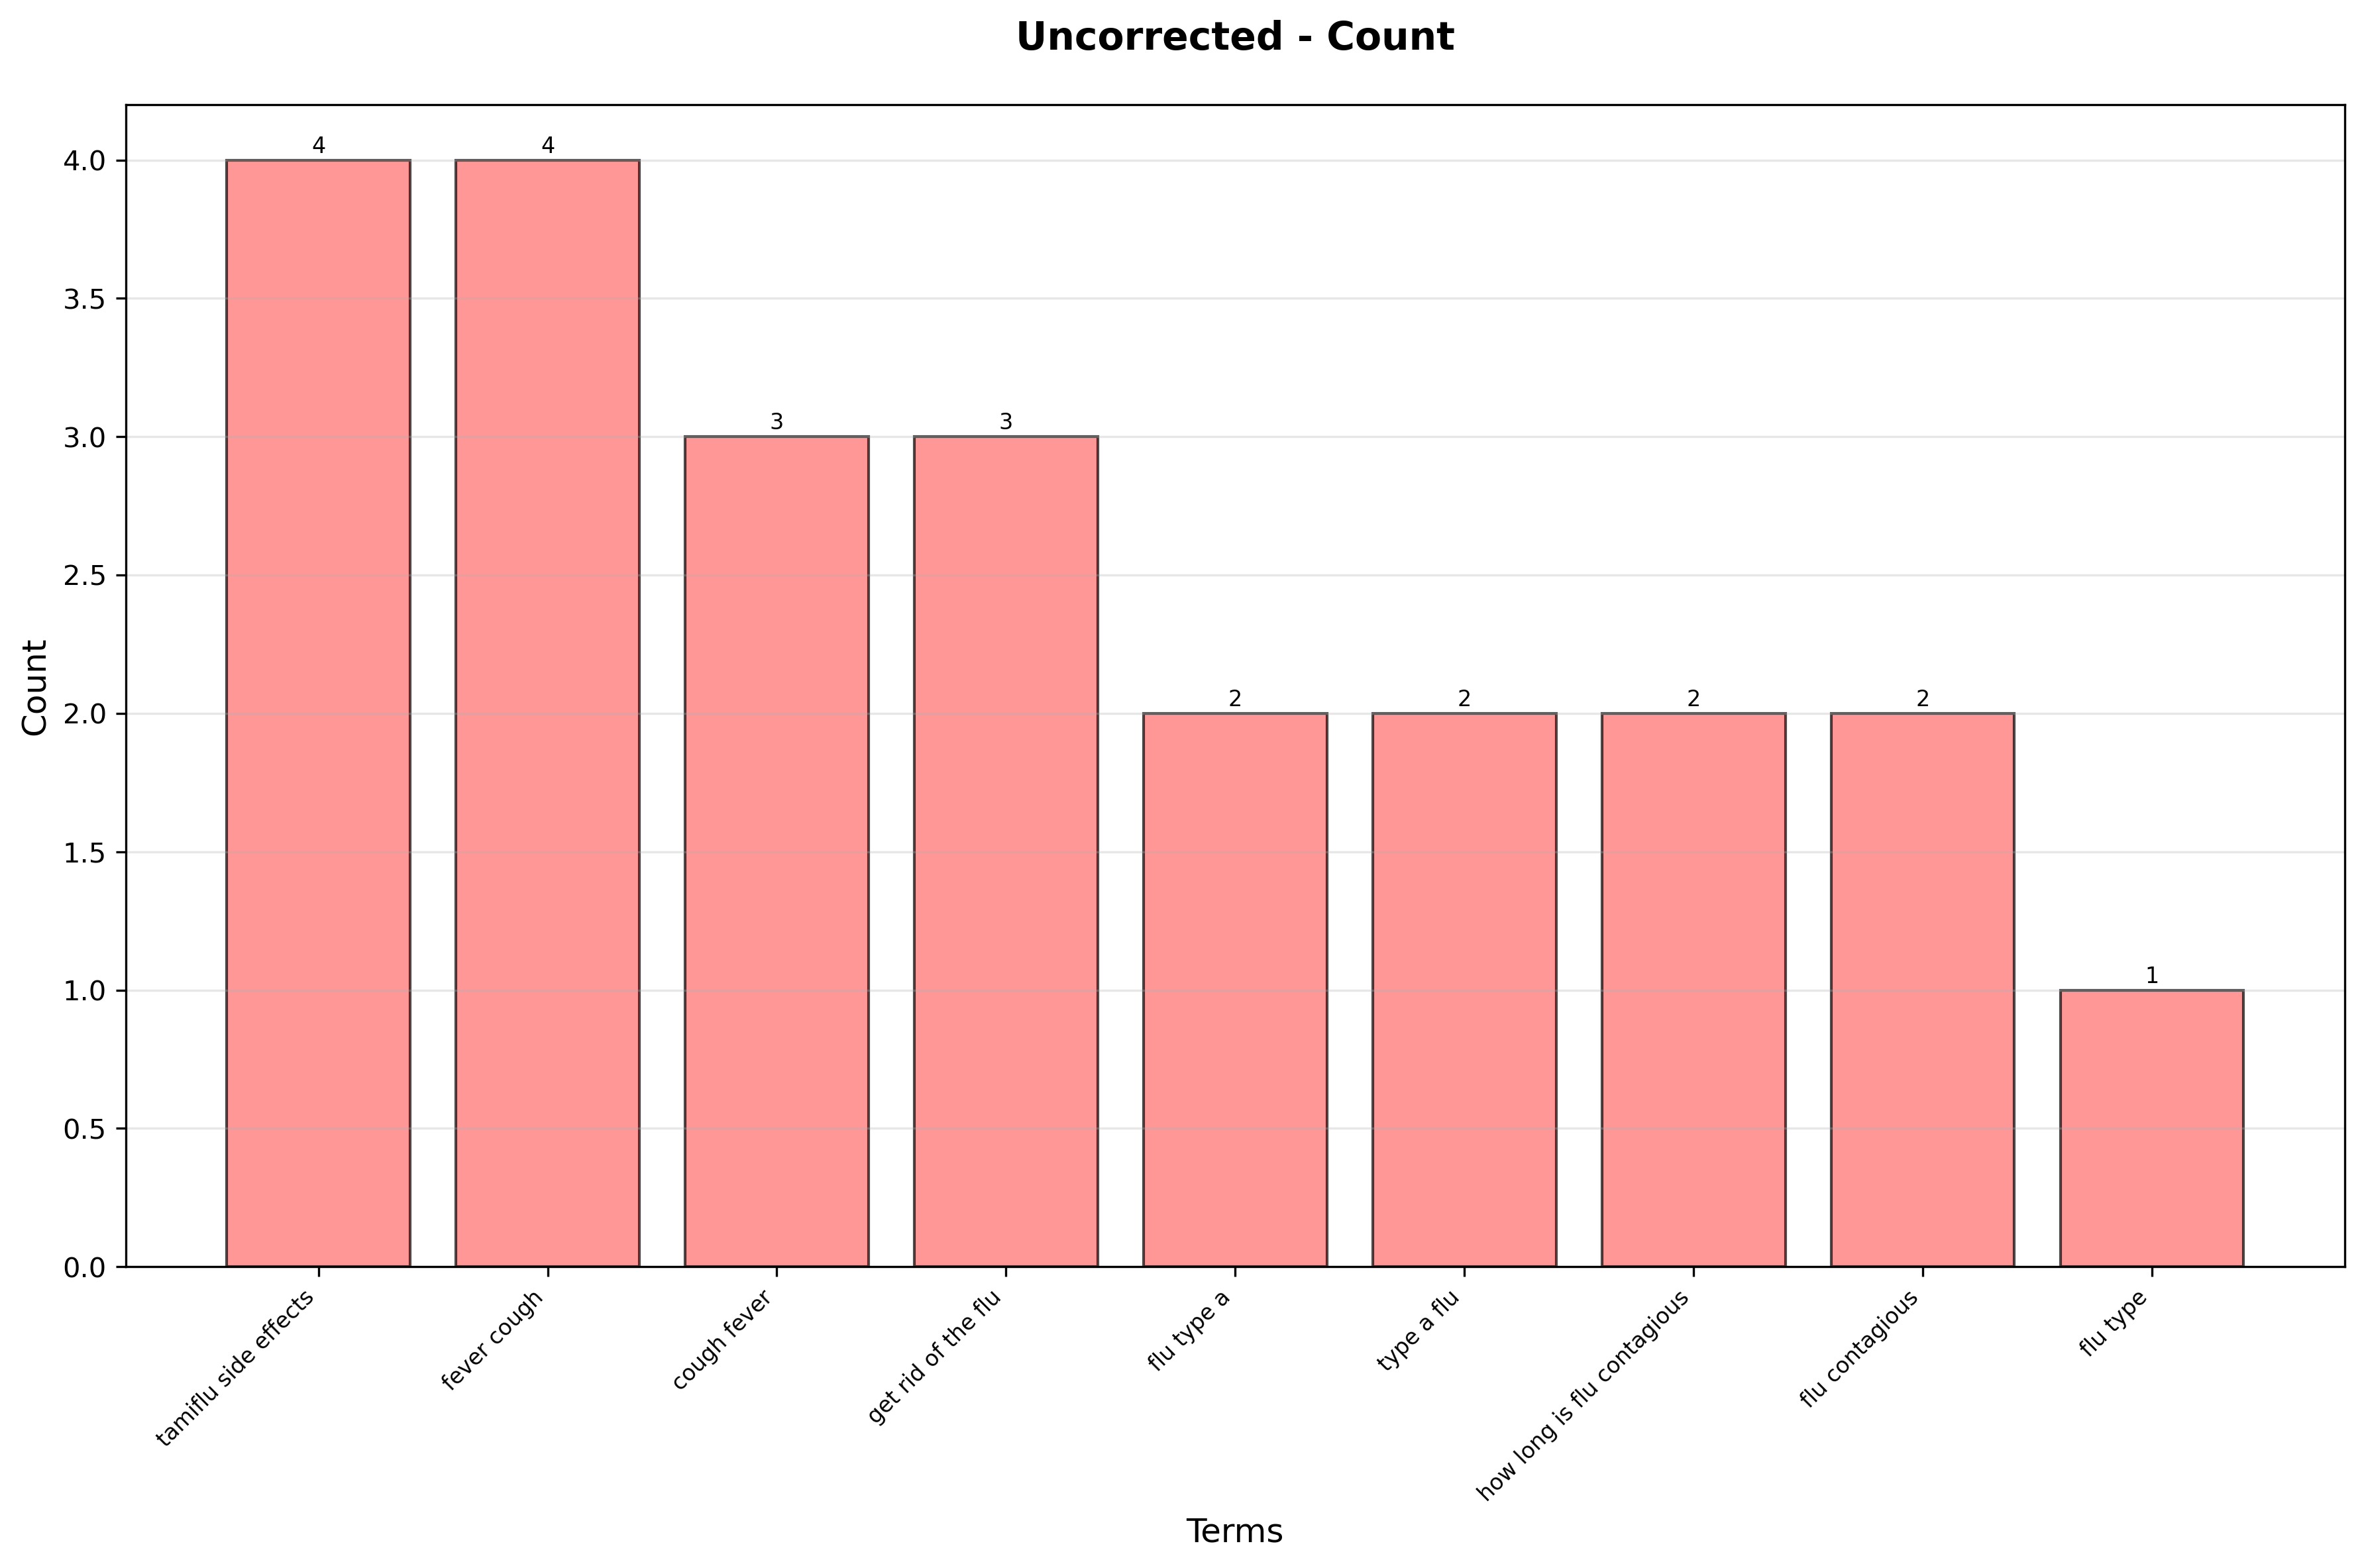 Uncorrected - Count
Count
4.0
3.5
3.0
2.5
2.0
1.5
1.0
0.5
0.0
4
4
3
3
2
2
2
2
1
tamiflu side effects
fever cough
cough fever
get rid of the flu
flu type a
type a flu
how long is flu contagious
flu contagious
flu type
Terms